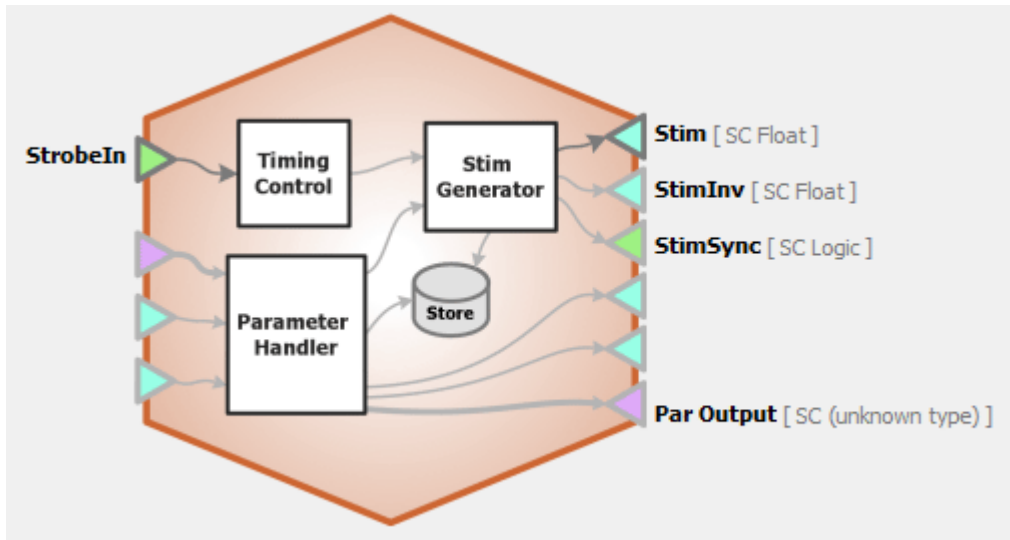 StrobeIn
Timing
Control
Stim
Generator
Stim [ SC Float ]
StimInv [ SC Float ]
StimSync [ SC Logic ]
Parameter
Handler
Store
Par Output [ SC (unknown type) ]